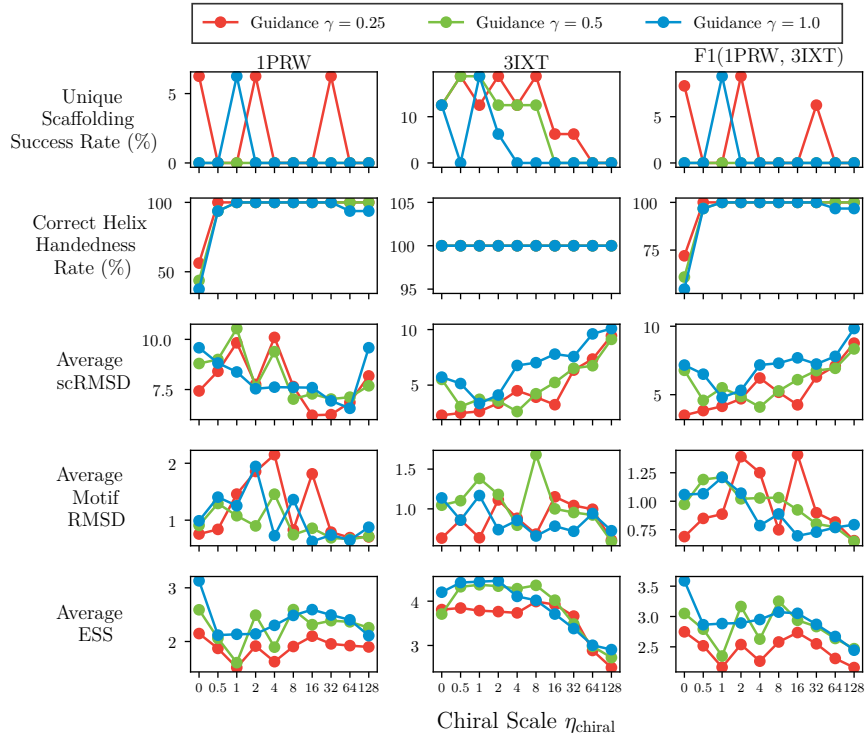 Guidance γ = 0.25 Guidance γ = 0.5 Guidance γ = 1.0
1PRW 3IXT F1(1PRW, 3IXT)
Unique
Scaffolding
Success Rate (%)
5
0
10
0
5
0
Correct Helix
Handedness
Rate (%)
100
50
105
100
95
100
75
Average
scRMSD
10.0
7.5
10
5
10
5
Average
Motif
RMSD
2
1
1.5
1.0
1.25
1.00
0.75
Average
ESS
3
2
4
3
3.5
3.0
2.5
0 0.5 1 2 4 8 16 32 64 128 0 0.5 1 2 4 8 16 32 64 128 0 0.5 1 2 4 8 16 32 64 128
Chiral Scale ηchiral